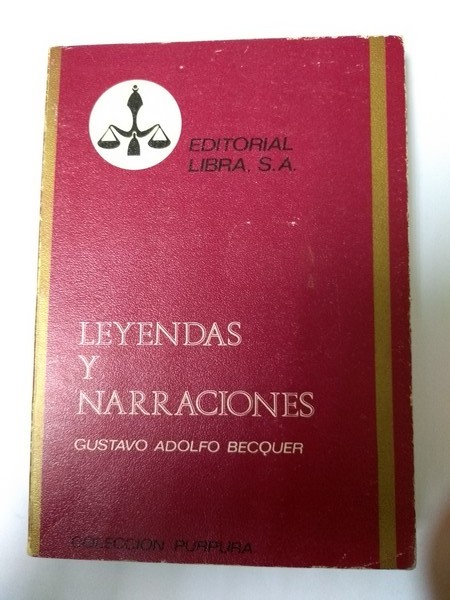 EDITORIAL
LIBRA, S.A.
LEYENDAS
Y
NARRACIONES
GUSTAVO ADOLFO BECQUER
COLECCION PURPURA